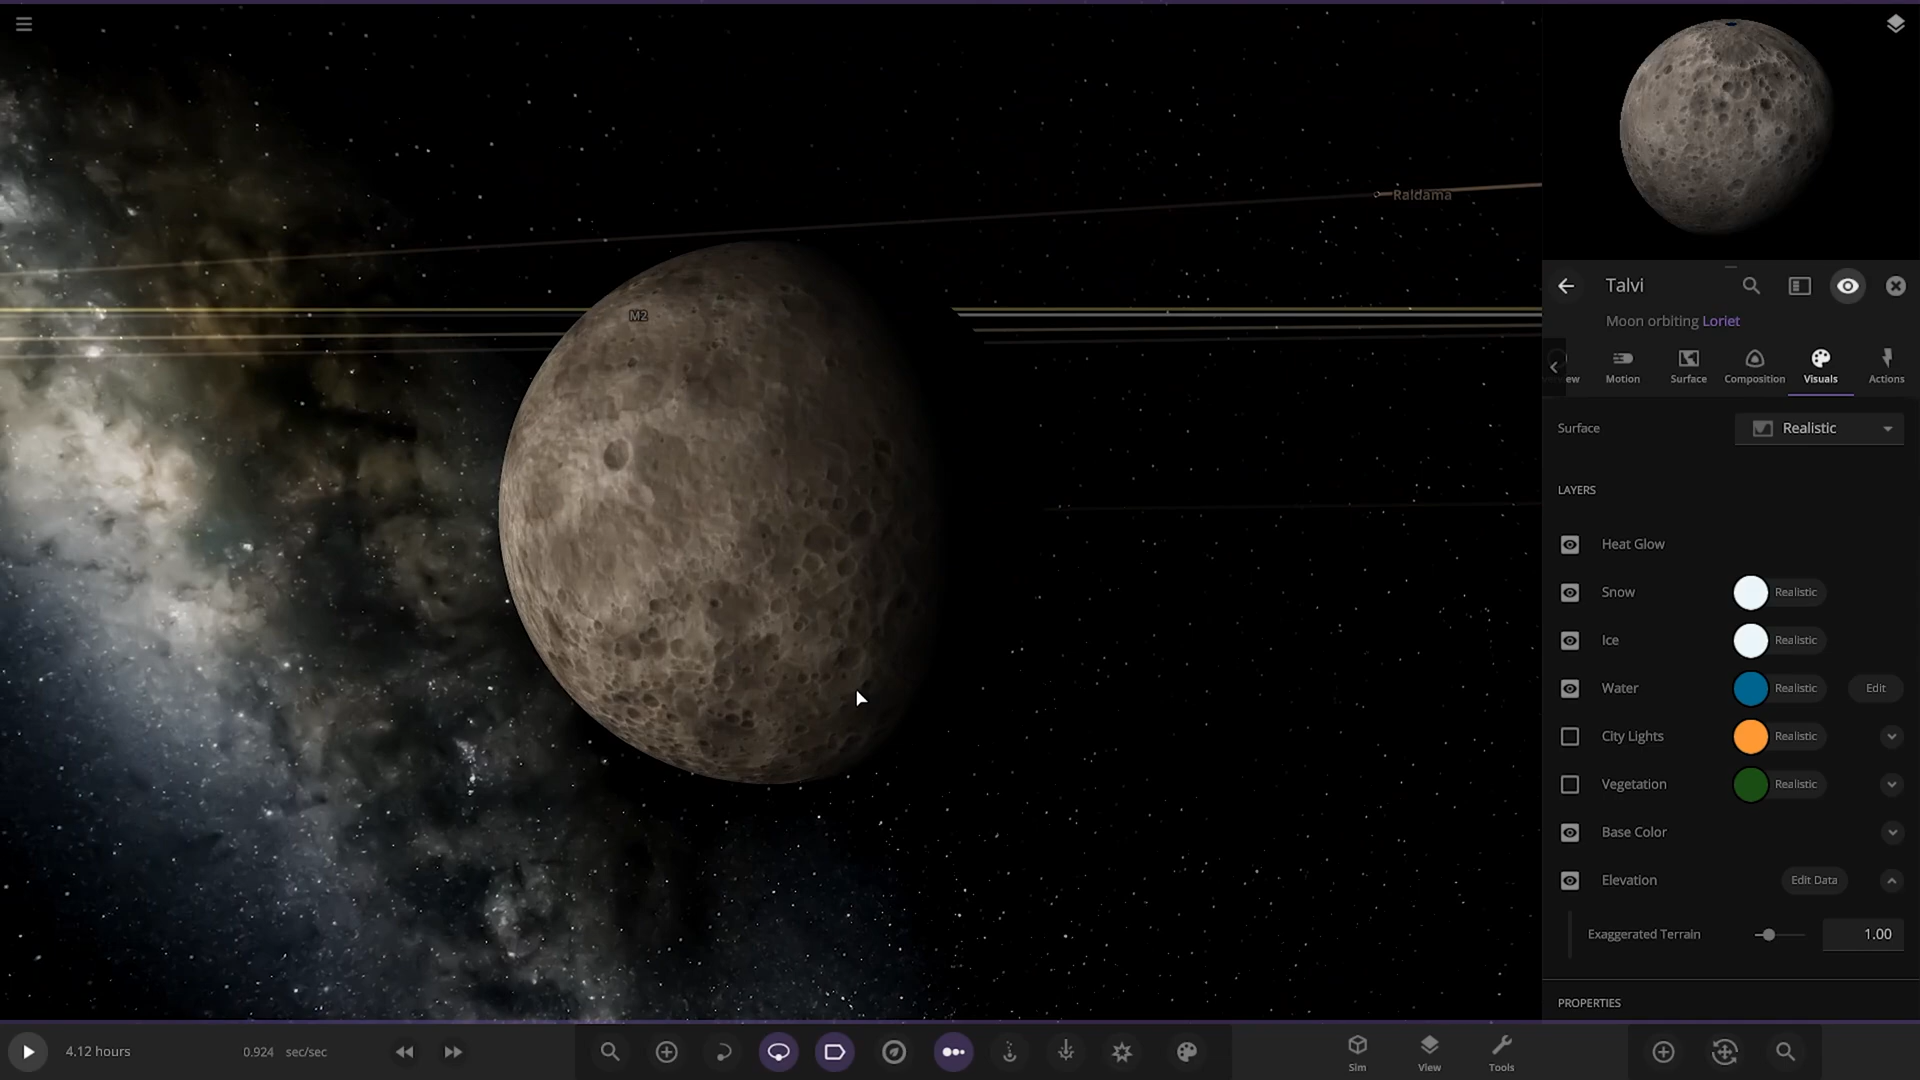 Raldama
M2
Talvi
Moon orbiting Loriet
Motion
Surface
Composition
Visuals
Actions
Surface
Realistic
LAYERS
Heat Glow
Snow
Realistic
Ice
Realistic
Water
Realistic
Edit
City Lights
Realistic
Vegetation
Realistic
Base Color
Elevation
Edit Data
Exaggerated Terrain
1.00
PROPERTIES
4.12 hours
0.924 sec/sec
Sim
View
Tools